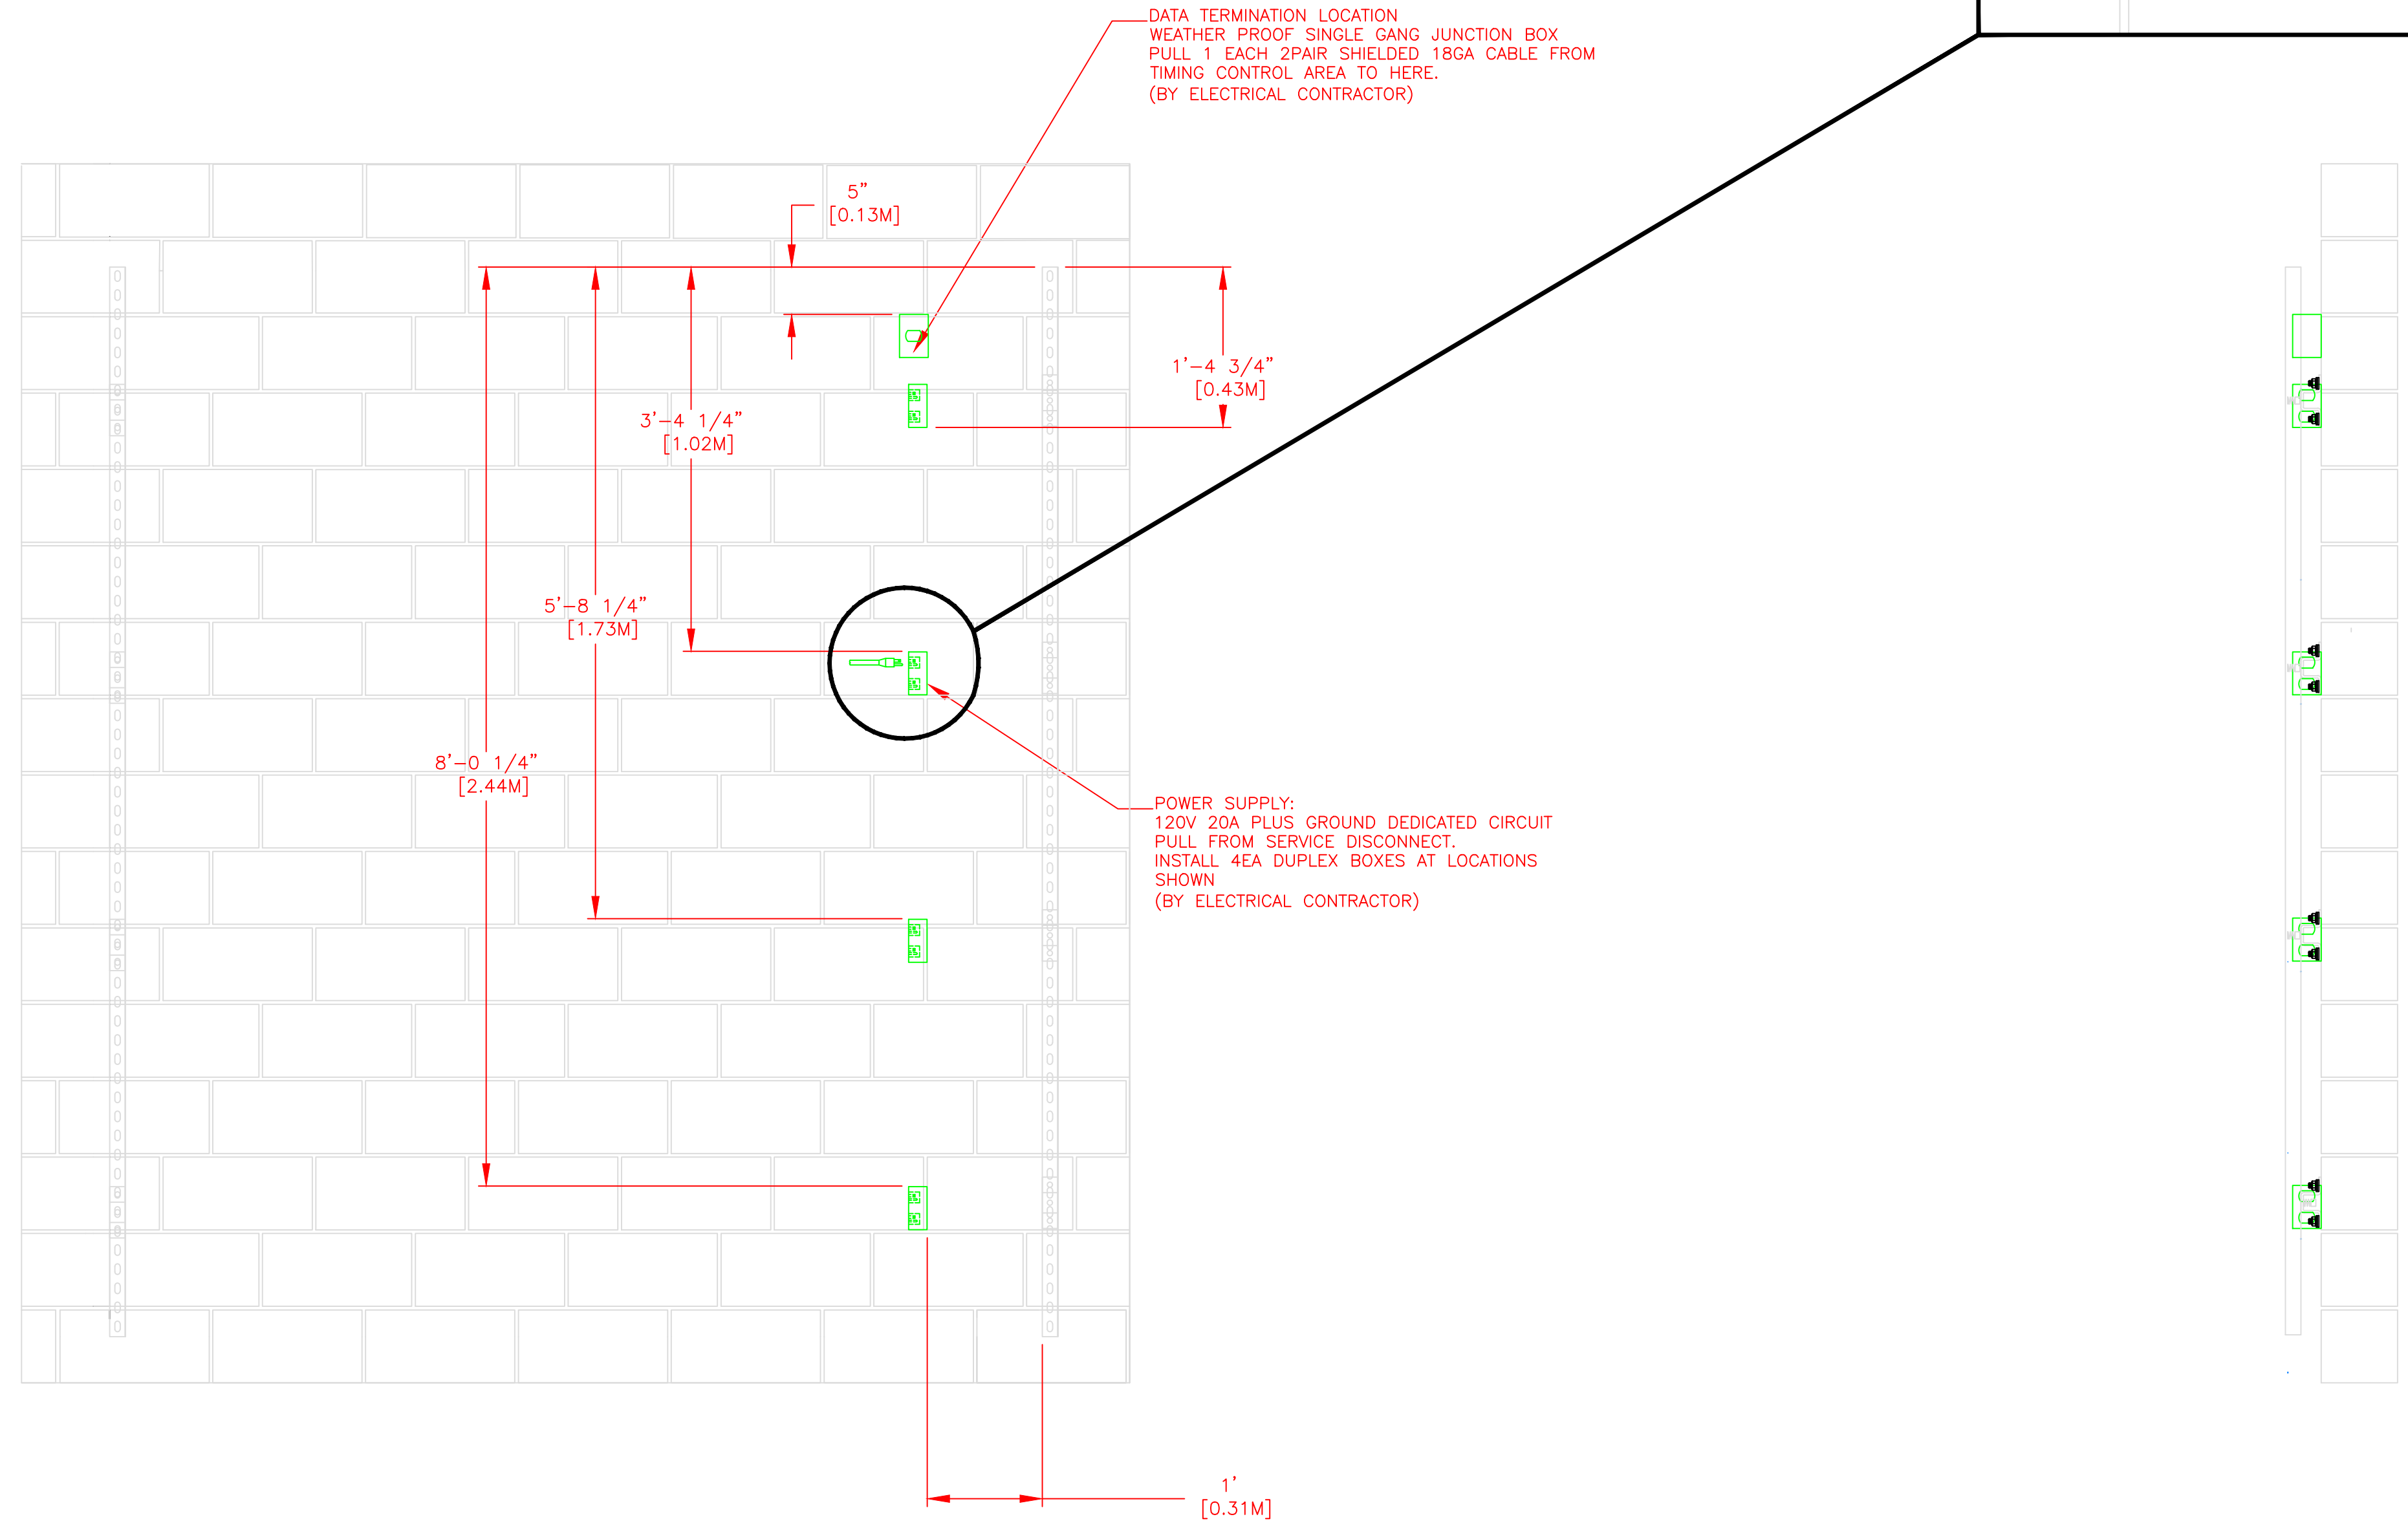 DATA TERMINATION LOCATION
WEATHER PROOF SINGLE GANG JUNCTION BOX
PULL 1 EACH 2PAIR SHIELDED 18GA CABLE FROM
TIMING CONTROL AREA TO HERE.
(BY ELECTRICAL CONTRACTOR)
5"
[0.13M]
1'-4 3/4"
[0.43M]
3'-4 1/4"
[1.02M]
5'-8 1/4"
[1.73M]
8'-0 1/4"
[2.44M]
POWER SUPPLY:
120V 20A PLUS GROUND DEDICATED CIRCUIT
PULL FROM SERVICE DISCONNECT.
INSTALL 4EA DUPLEX BOXES AT LOCATIONS
SHOWN
(BY ELECTRICAL CONTRACTOR)
1'
[0.31M]